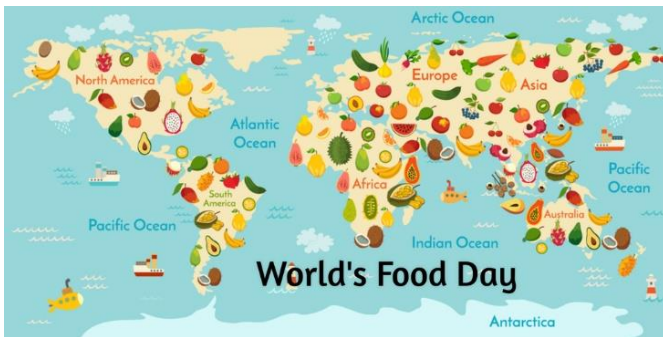 Arctic Ocean
North America
Europe
Asia
Atlantic
Ocean
Pacific
Ocean
Africa
South
America
Pacific Ocean
Australia
Indian Ocean
World's Food Day
Antarctica